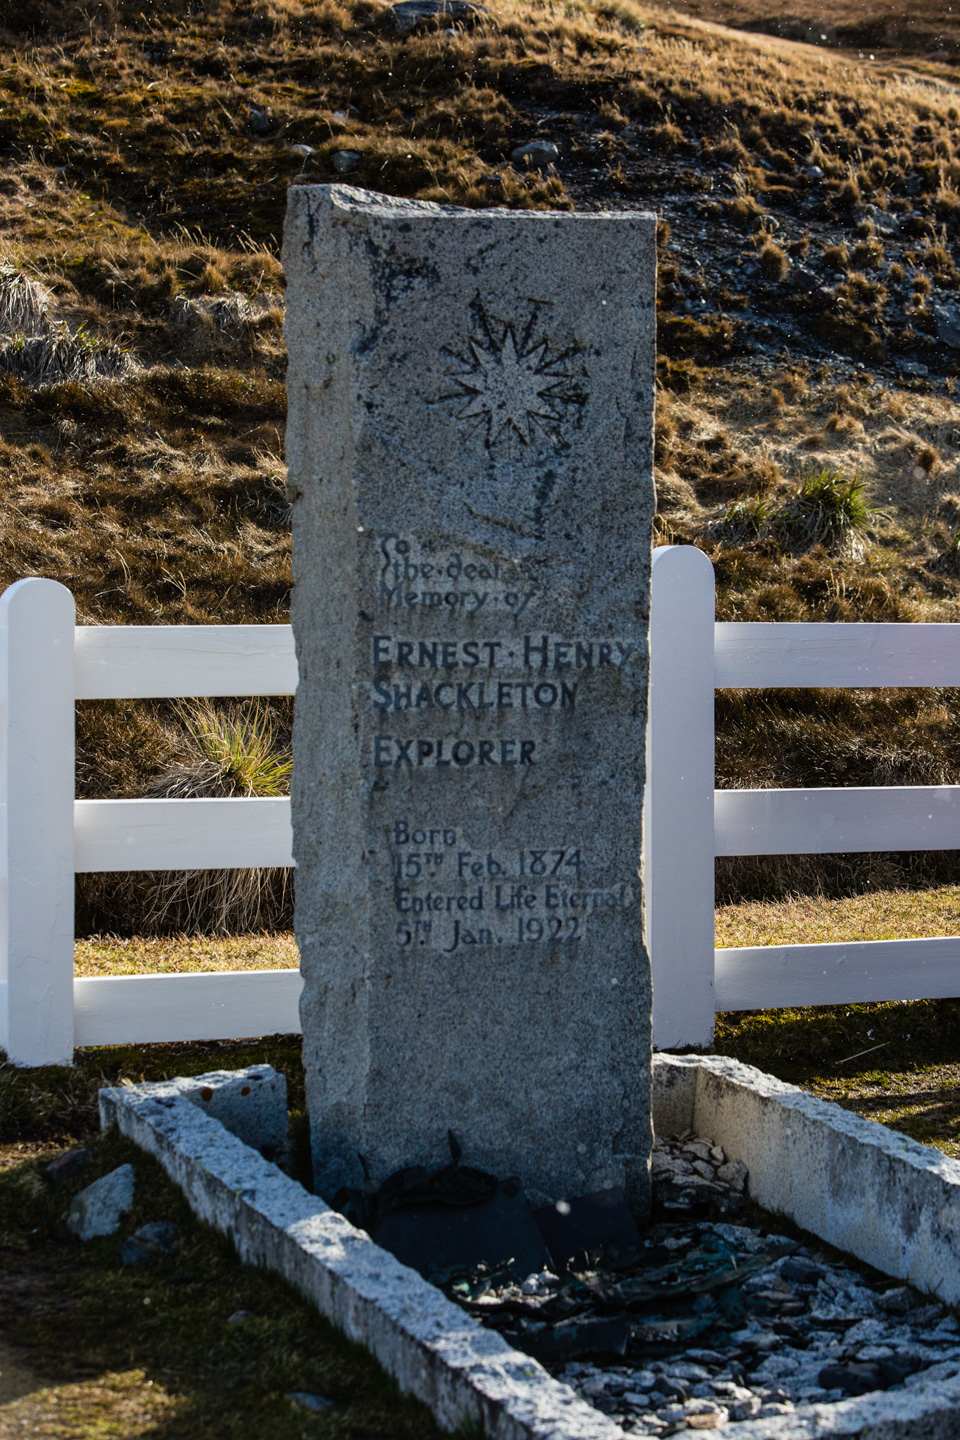 To
the·dear
Memory·of
ERNEST·HENRY
SHACKLETON
EXPLORER
Born
15TH Feb. 1874
Entered Life Eternal
5TH Jan. 1922